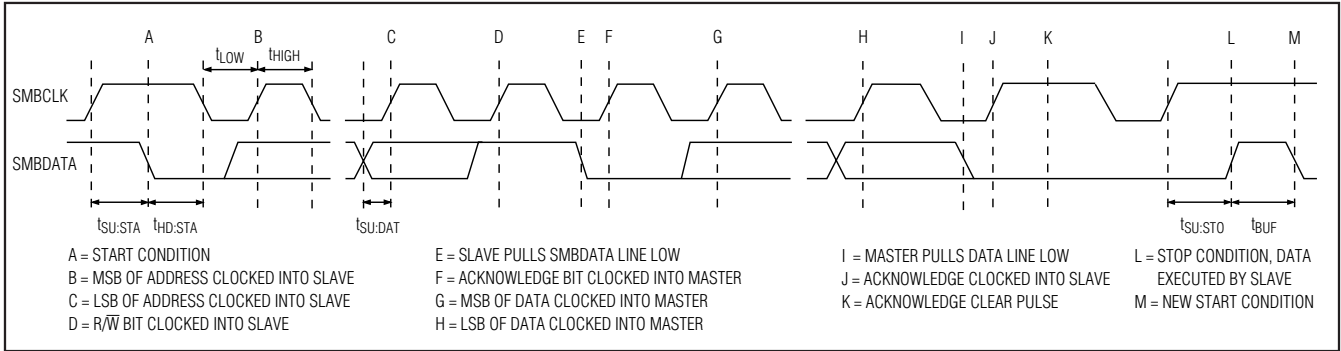 A B C D E F G H I J K L M
tLOW tHIGH
SMBCLK
SMBDATA
tSU:STA tHD:STA tSU:DAT tSU:STO tBUF
A = START CONDITION
B = MSB OF ADDRESS CLOCKED INTO SLAVE
C = LSB OF ADDRESS CLOCKED INTO SLAVE
D = R/W̅ BIT CLOCKED INTO SLAVE
E = SLAVE PULLS SMBDATA LINE LOW
F = ACKNOWLEDGE BIT CLOCKED INTO MASTER
G = MSB OF DATA CLOCKED INTO MASTER
H = LSB OF DATA CLOCKED INTO MASTER
I = MASTER PULLS DATA LINE LOW
J = ACKNOWLEDGE CLOCKED INTO SLAVE
K = ACKNOWLEDGE CLEAR PULSE
L = STOP CONDITION, DATA
EXECUTED BY SLAVE
M = NEW START CONDITION